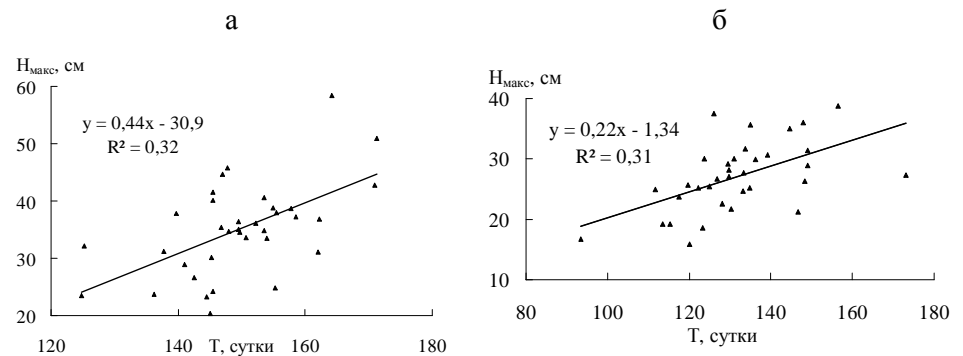 а
Hмакс, см
60
50
40
30
20
y = 0,44x - 30,9
R² = 0,32
120 140 160 180
T, сутки
б
Hмакс, см
40
30
20
10
y = 0,22x - 1,34
R² = 0,31
80 100 120 140 160 180
T, сутки